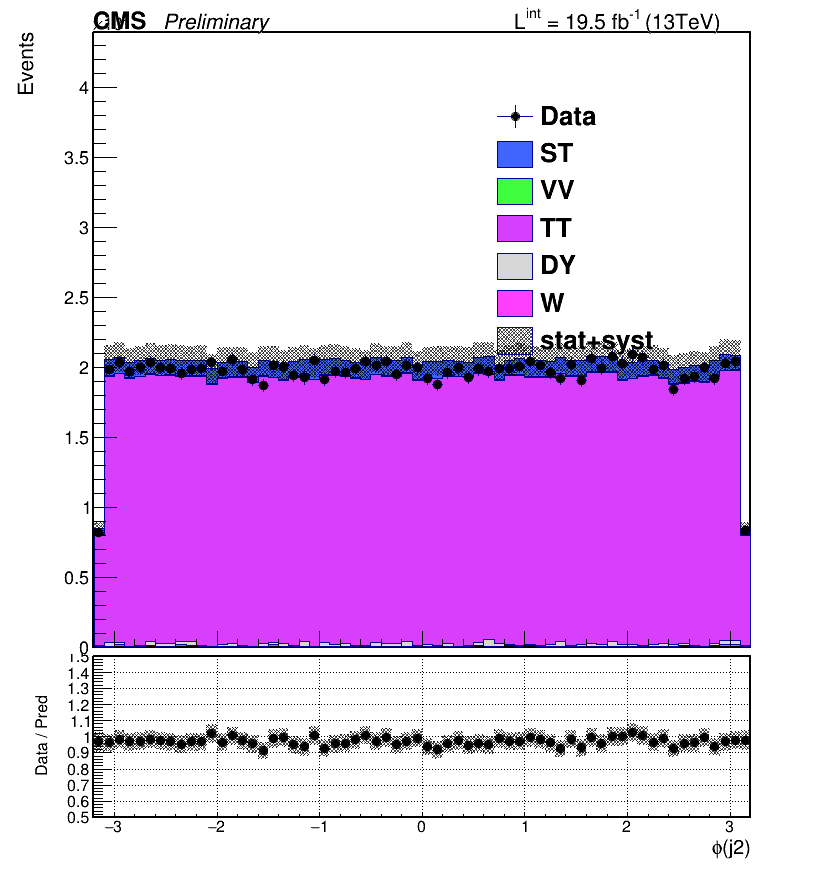 CMS Preliminary L^int = 19.5 fb^-1 (13TeV)
Events
4
3.5
3
2.5
2
1.5
1
0.5
0
Data
ST
VV
TT
DY
W
stat+syst
Data / Pred
1.5
1.4
1.3
1.2
1.1
1
0.9
0.8
0.7
0.6
0.5
−3 −2 −1 0 1 2 3
ϕ(j2)